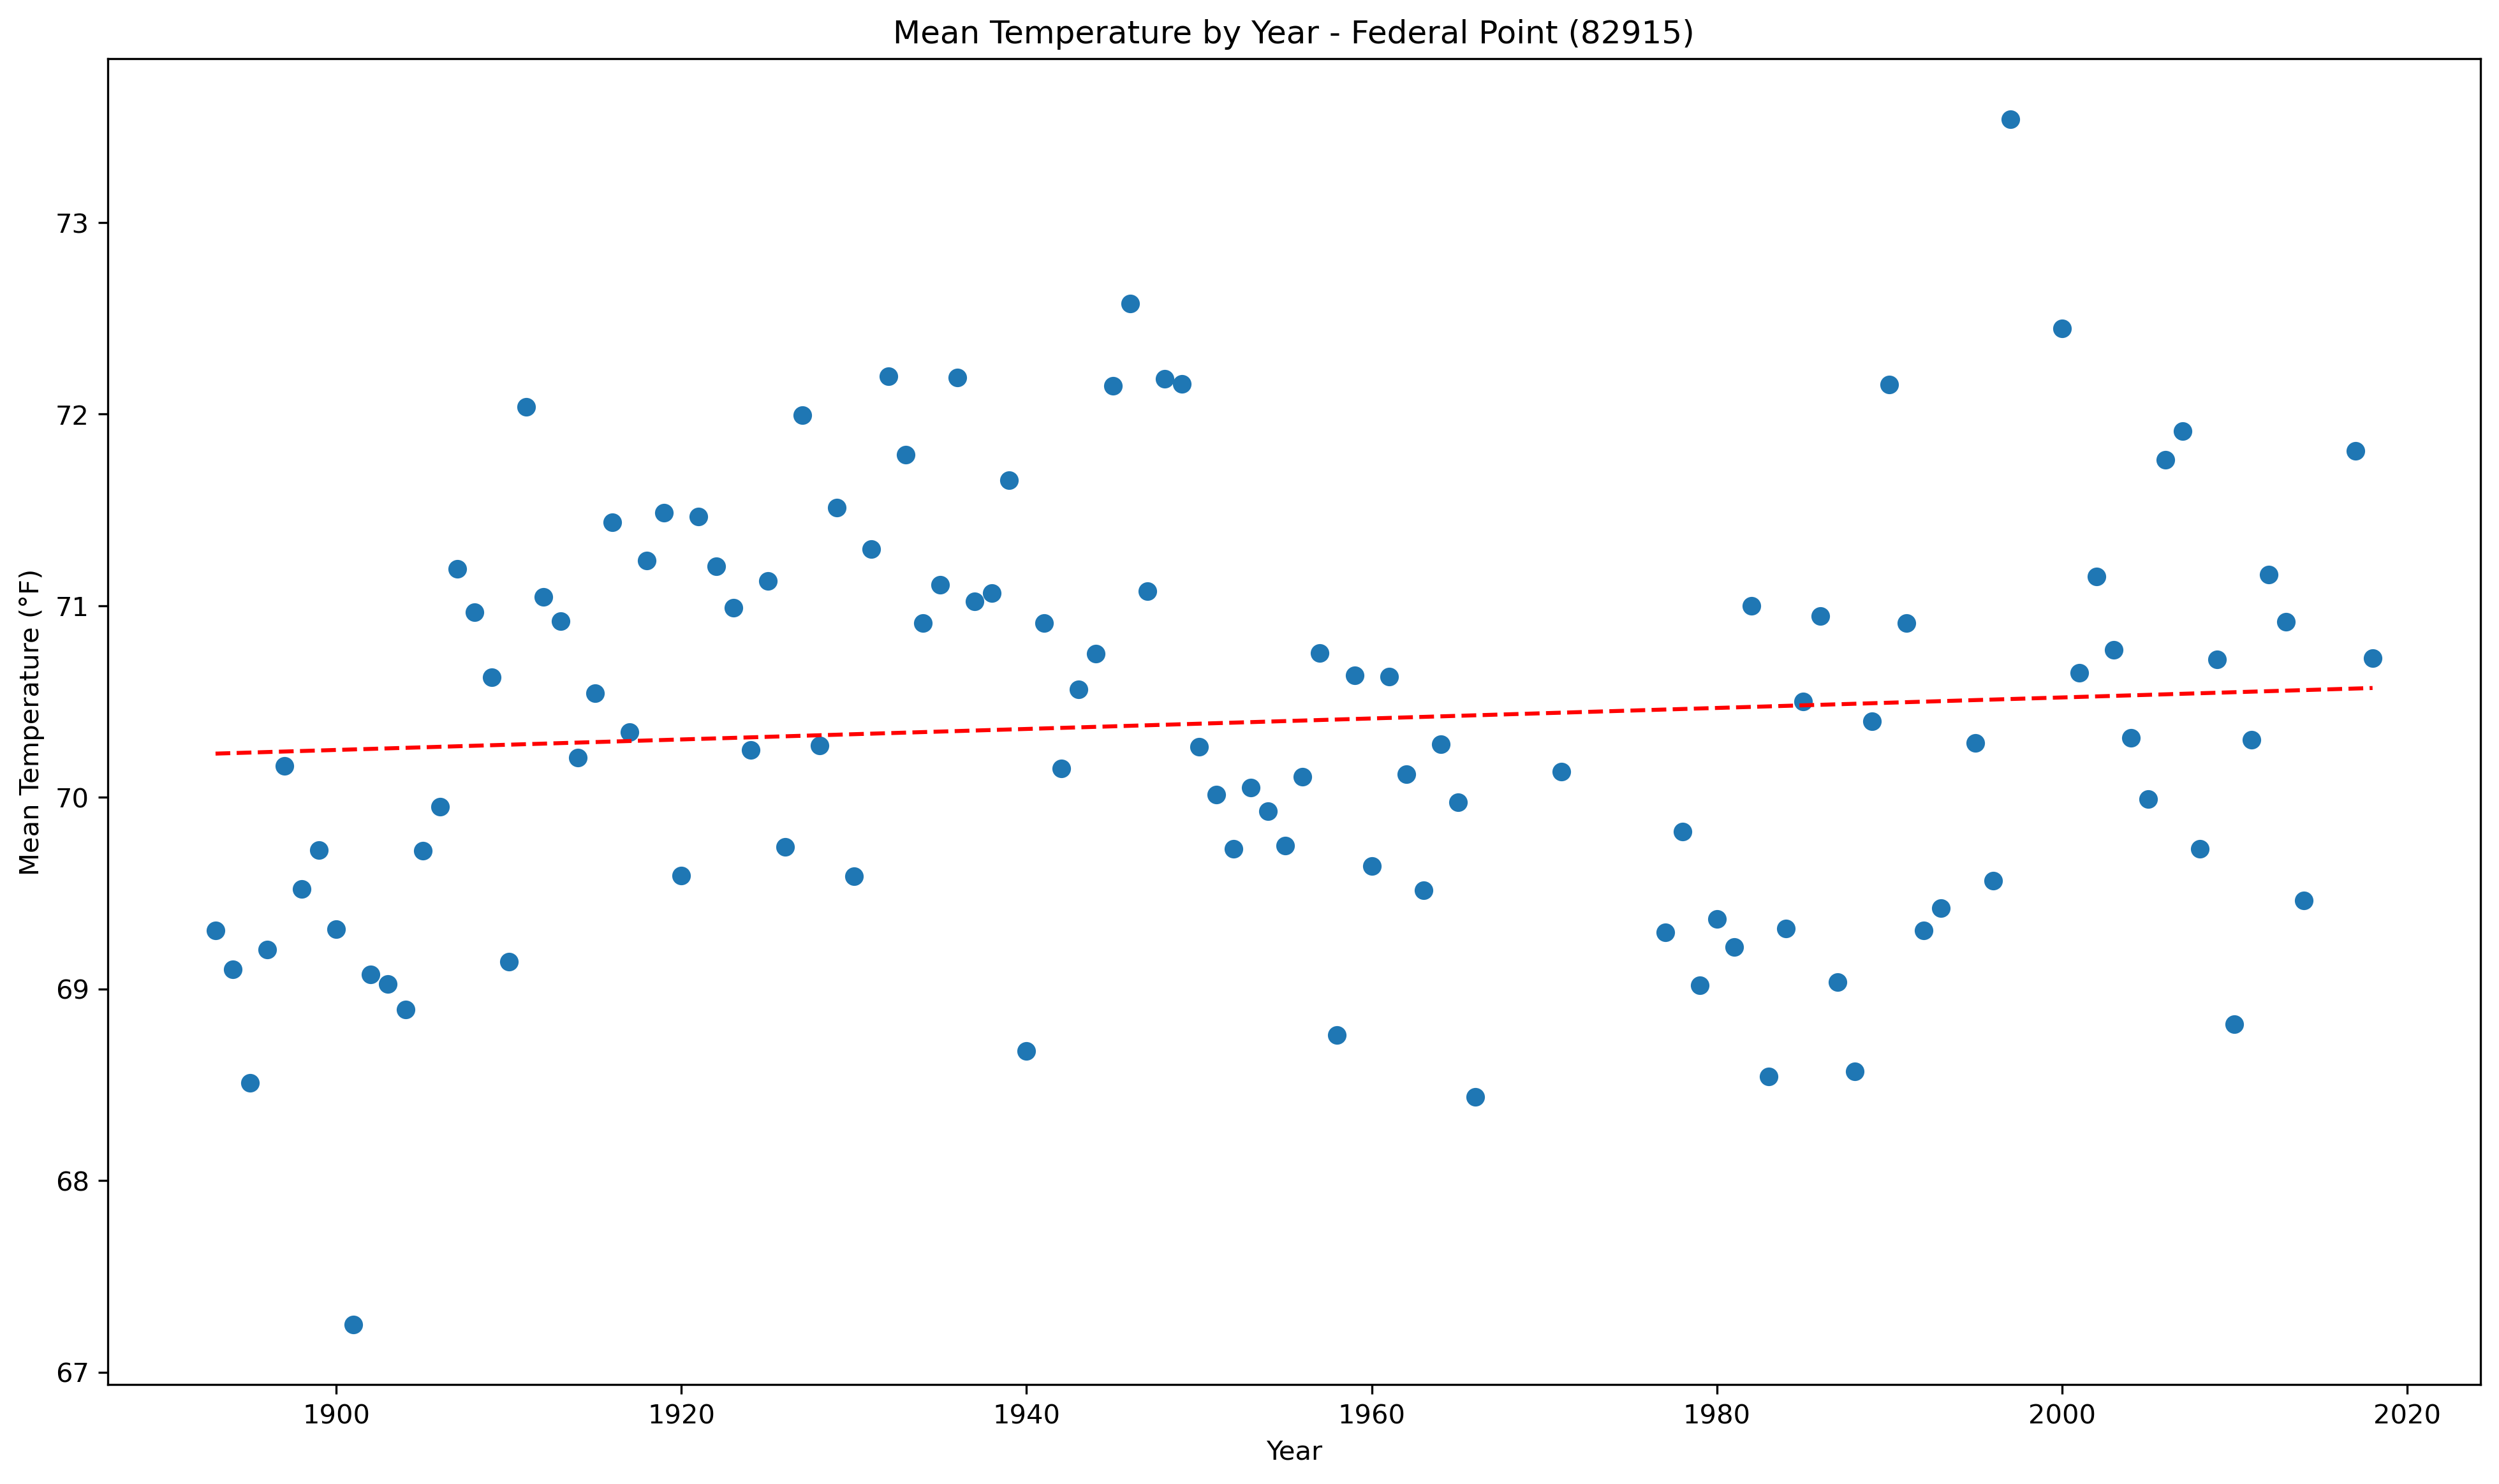 Mean Temperature by Year - Federal Point (82915)
Mean Temperature (°F)
73
72
71
70
69
68
67
1900 1920 1940 1960 1980 2000 2020
Year